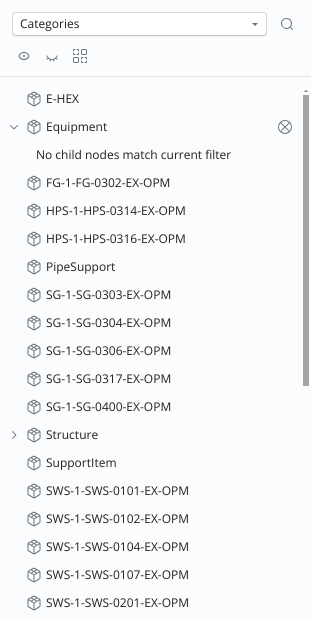 Categories
E-HEX
Equipment
No child nodes match current filter
FG-1-FG-0302-EX-OPM
HPS-1-HPS-0314-EX-OPM
HPS-1-HPS-0316-EX-OPM
PipeSupport
SG-1-SG-0303-EX-OPM
SG-1-SG-0304-EX-OPM
SG-1-SG-0306-EX-OPM
SG-1-SG-0317-EX-OPM
SG-1-SG-0400-EX-OPM
Structure
SupportItem
SWS-1-SWS-0101-EX-OPM
SWS-1-SWS-0102-EX-OPM
SWS-1-SWS-0104-EX-OPM
SWS-1-SWS-0107-EX-OPM
SWS-1-SWS-0201-EX-OPM